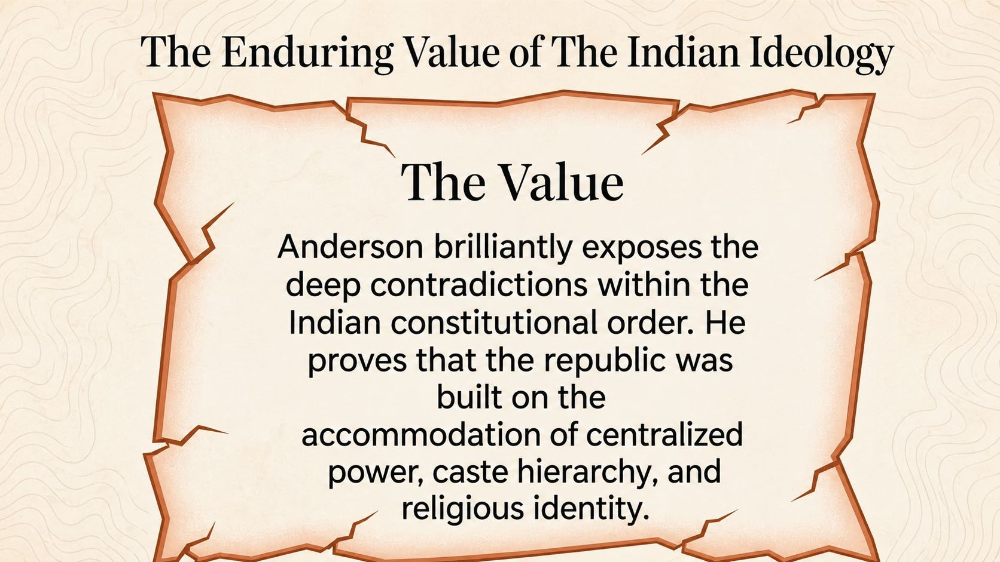 The Enduring Value of The Indian Ideology
The Value
Anderson brilliantly exposes the
deep contradictions within the
Indian constitutional order. He
proves that the republic was
built on the
accommodation of centralized
power, caste hierarchy, and
religious identity.